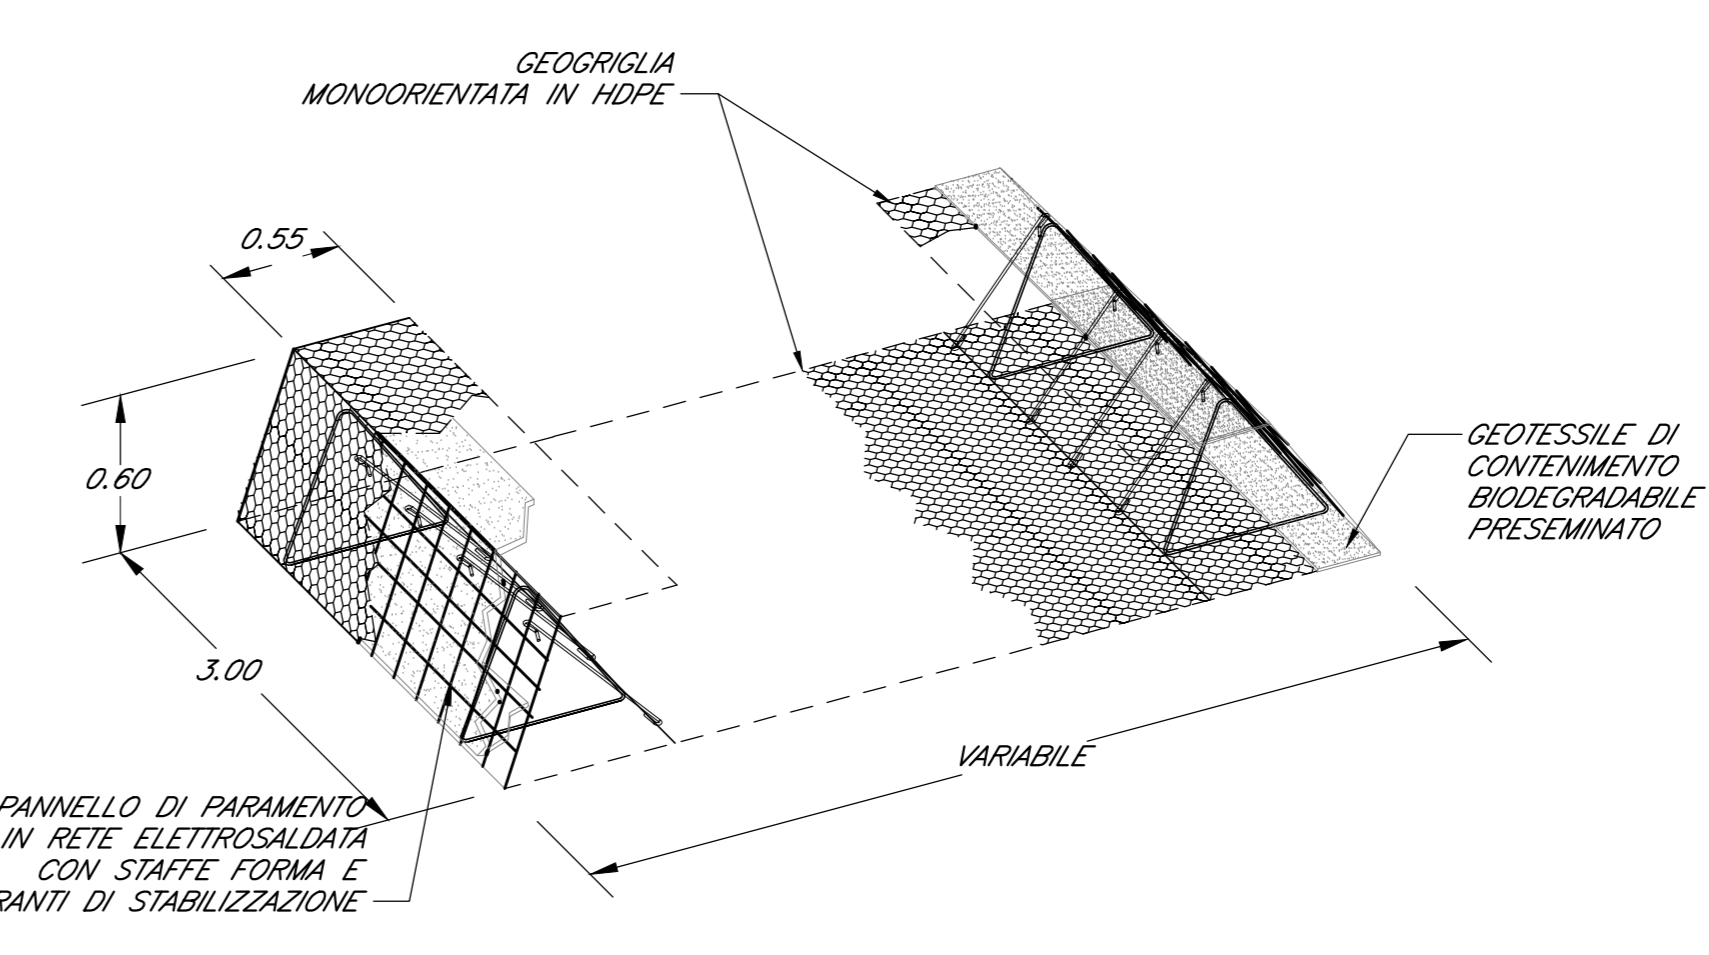 GEOGRIGLIA
MONOORIENTATA IN HDPE
0.55
0.60
3.00
GEOTESSILE DI
CONTENIMENTO
BIODEGRADABILE
PRESEMINATO
VARIABILE
PANNELLO DI PARAMENTO
IN RETE ELETTROSALDATA
CON STAFFE FORMA E
DI STABILIZZAZIONE